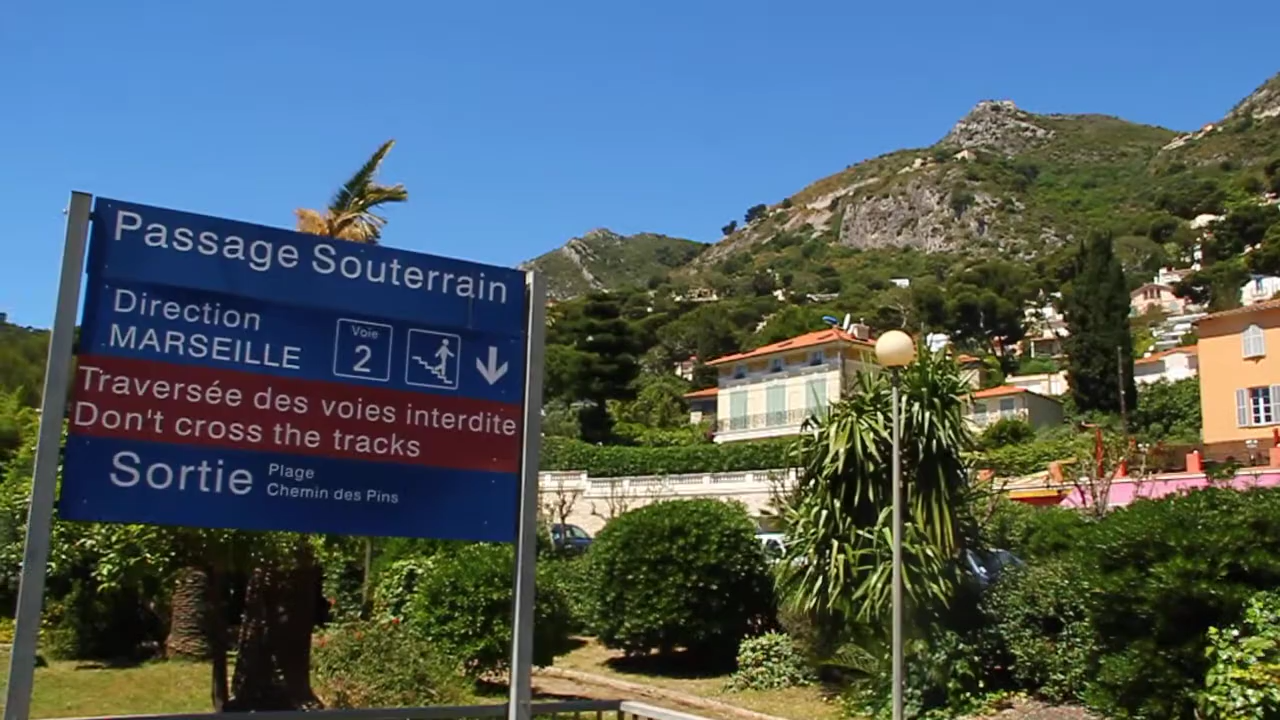 Passage Souterrain
Direction
MARSEILLE
Voie
2
Traversée des voies interdite
Don't cross the tracks
Sortie
Plage
Chemin des Pins